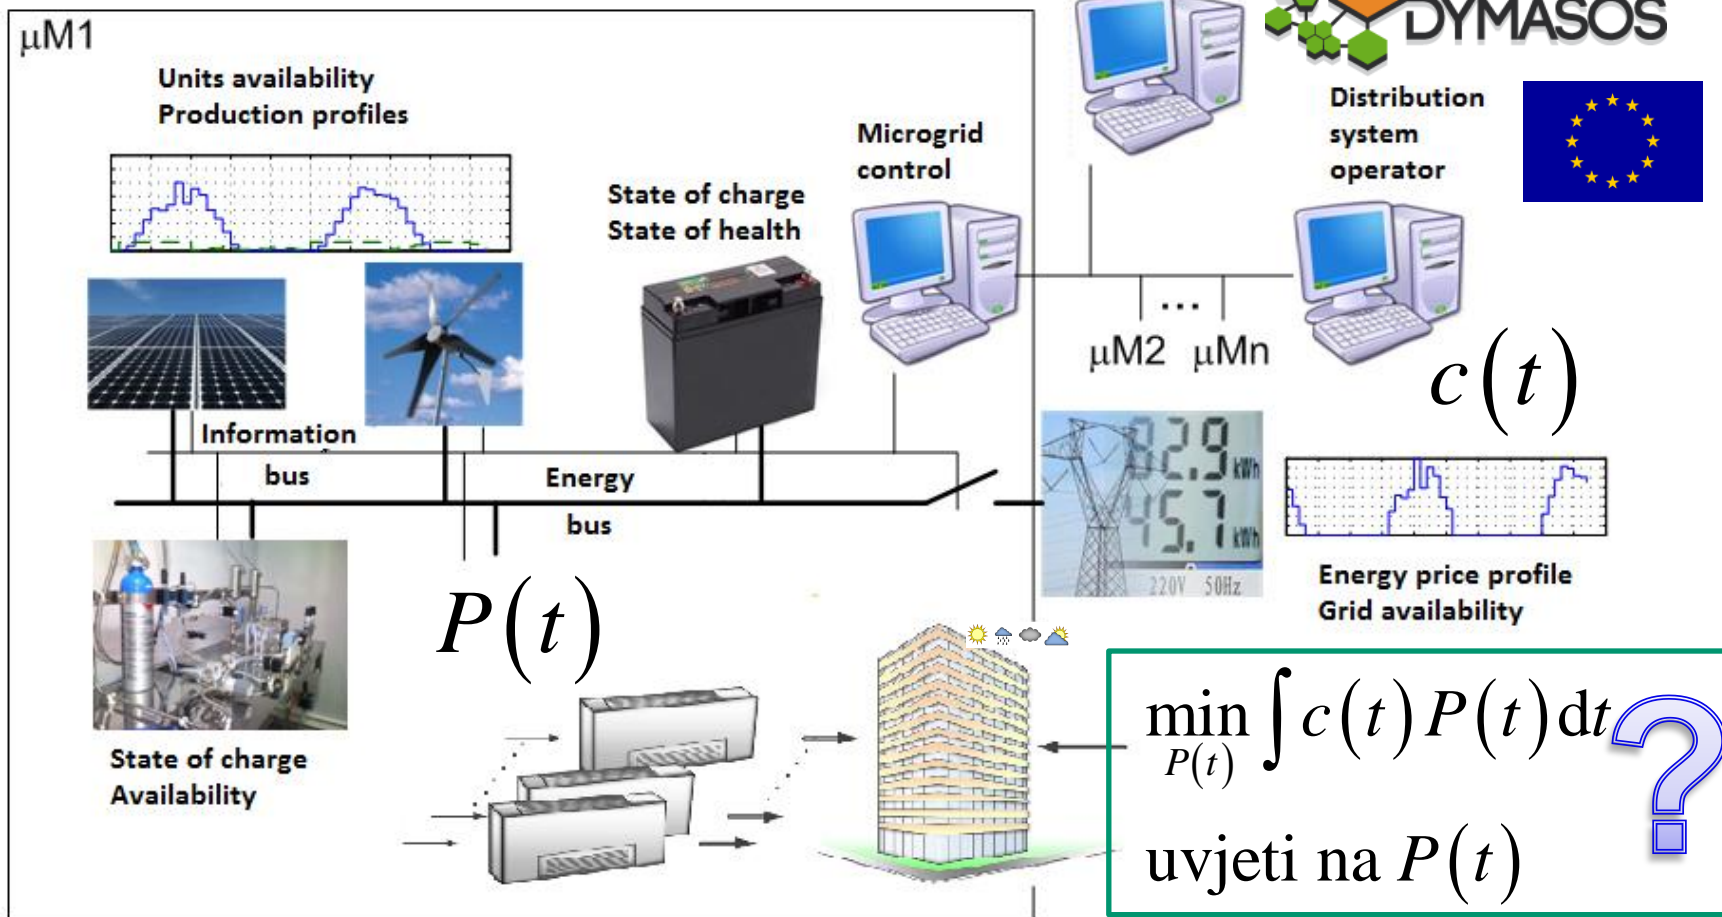 μM1
DYMASOS
Units availability
Production profiles
Distribution
system
operator
Microgrid
control
State of charge
State of health
...
μM2 μMn
c(t)
Information
bus
Energy
bus
82.9 kWh
45.7 kWh
220V 50Hz
Energy price profile
Grid availability
P(t)
State of charge
Availability
min ∫ c(t) P(t) dt
P(t)
?
uvjeti na P(t)